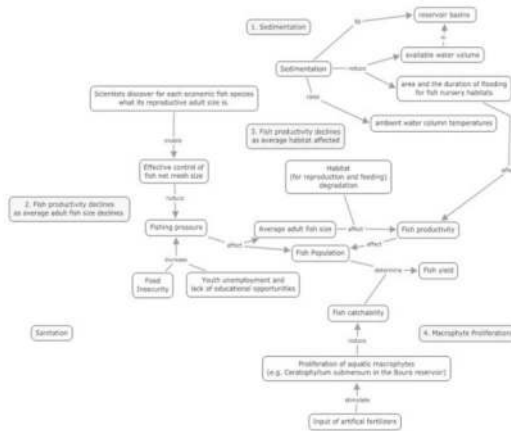 1. Sedimentation
reservoir basins
in
available water volume
Sedimentation
reduce
area and the duration of flooding
for fish nursery habitats
raise
ambient water column temperatures
Scientists discover for each economic fish species
what its reproductive adult size is
3. Fish productivity declines
as average habitat affected
Effective control of
fish net mesh size
Habitat
(for reproduction and feeding)
degradation
reduce
2. Fish productivity declines
as average adult fish size declines
Fishing pressure
Average adult fish size
affect
Fish productivity
affect
affect
Fish Population
increase
determine
Fish yield
Food
Insecurity
Youth unemployment and
lack of educational opportunities
Fish catchability
Sanitation
4. Macrophyte Proliferation
reduce
Proliferation of aquatic macrophytes
(e.g. Ceratophyllum submersum in the Boura reservoir)
stimulate
Input of artifical fertilizers